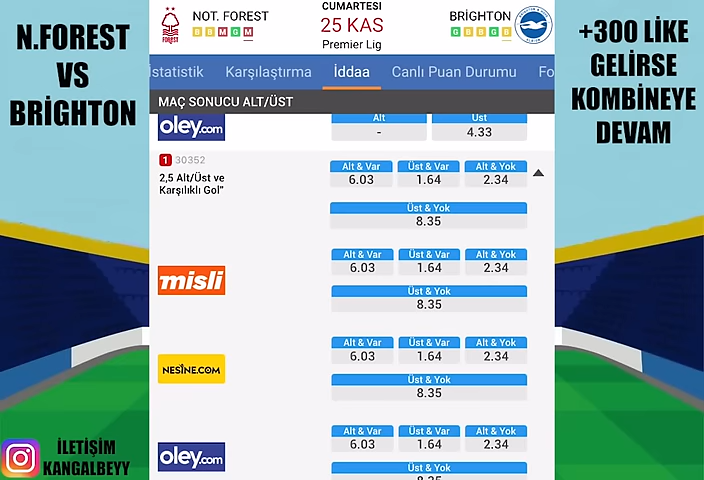 N.FOREST
VS
BRİGHTON
FOREST
NOT. FOREST
B B M G M
CUMARTESİ
25 KAS
Premier Lig
BRİGHTON
G B B G B
+300 LİKE
GELİRSE
KOMBİNEYE
DEVAM
İstatistik Karşılaştırma İddaa Canlı Puan Durumu Fo
MAÇ SONUCU ALT/ÜST
oley.com
Alt Üst
- 4.33
1 30352
2,5 Alt/Üst ve
Karşılıklı Gol"
Alt & Var Üst & Var Alt & Yok
6.03 1.64 2.34
Üst & Yok
8.35
misli
Alt & Var Üst & Var Alt & Yok
6.03 1.64 2.34
Üst & Yok
8.35
NESİNE.COM
Alt & Var Üst & Var Alt & Yok
6.03 1.64 2.34
Üst & Yok
8.35
oley.com
Alt & Var Üst & Var Alt & Yok
6.03 1.64 2.34
Üst & Yok
8.35
İLETİŞİM
KANGALBEYY